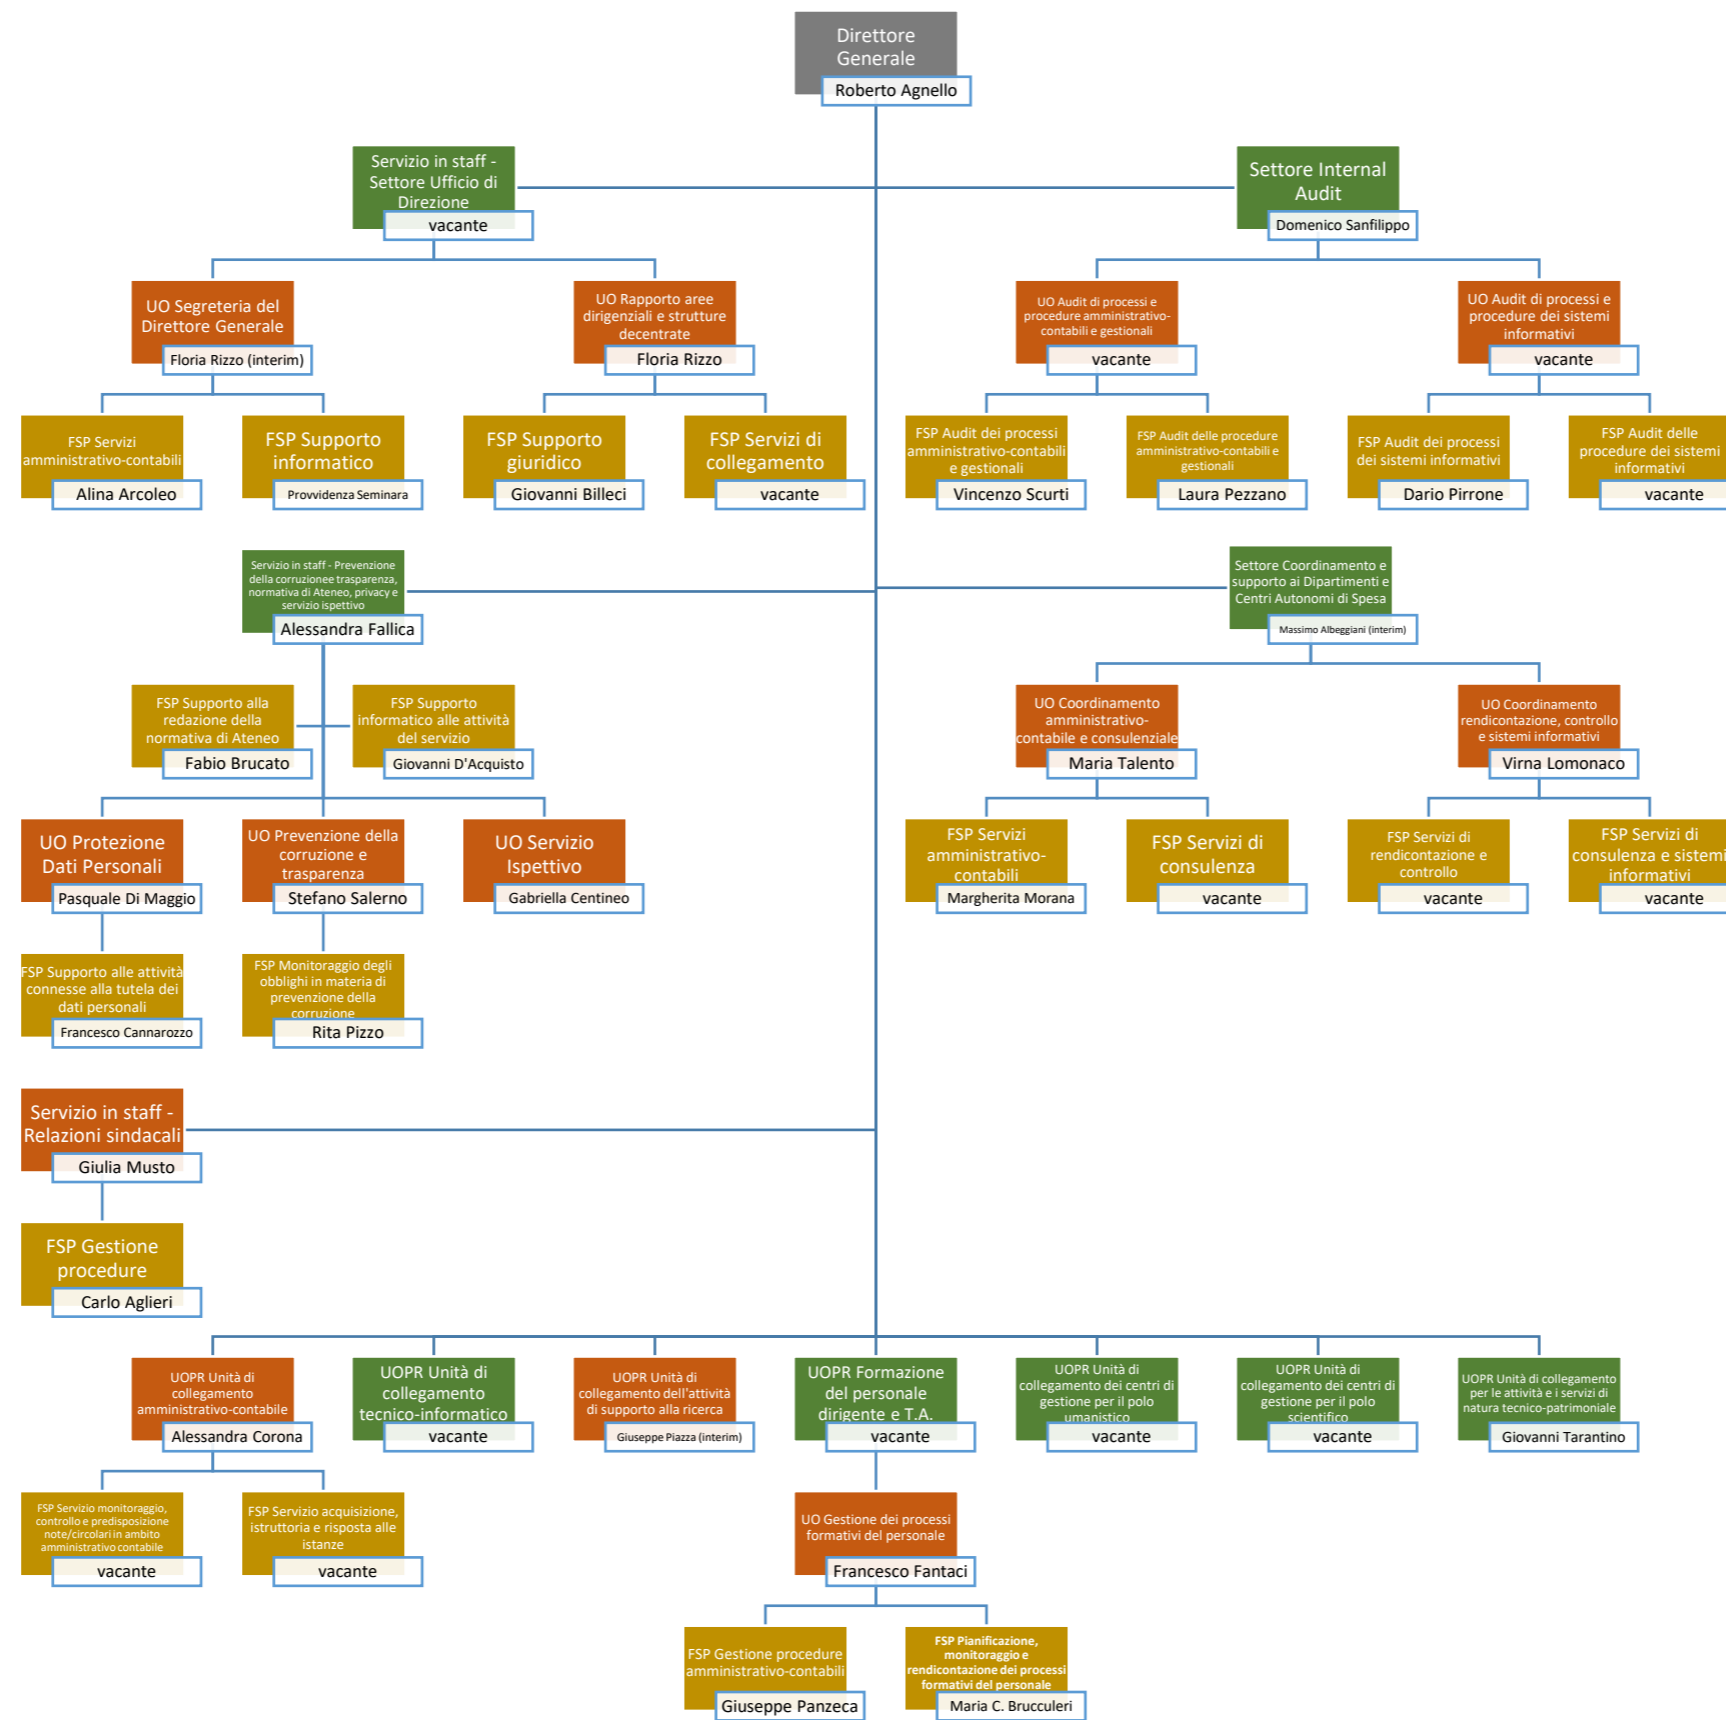 Direttore
Generale
Roberto Agnello
Servizio in staff -
Settore Ufficio di
Direzione
vacante
Settore Internal
Audit
Domenico Sanfilippo
UO Segreteria del
Direttore Generale
Floria Rizzo (interim)
UO Rapporto aree
dirigenziali e strutture
decentrate
Floria Rizzo
UO Audit di processi e
procedure amministrativo-
contabili e gestionali
vacante
UO Audit di processi e
procedure dei sistemi
informativi
vacante
FSP Servizi
amministrativo-contabili
Alina Arcoleo
FSP Supporto
informatico
Provvidenza Seminara
FSP Supporto
giuridico
Giovanni Billeci
FSP Servizi di
collegamento
vacante
FSP Audit dei processi
amministrativo-contabili
e gestionali
Vincenzo Scurti
FSP Audit delle procedure
amministrativo-contabili e
gestionali
Laura Pezzano
FSP Audit dei processi
dei sistemi informativi
Dario Pirrone
FSP Audit delle
procedure dei sistemi
informativi
vacante
Servizio in staff - Prevenzione
della corruzionee trasparenza,
normativa di Ateneo, privacy e
servizio ispettivo
Alessandra Fallica
Settore Coordinamento e
supporto ai Dipartimenti e
Centri Autonomi di Spesa
Massimo Albeggiani (interim)
FSP Supporto alla
redazione della
normativa di Ateneo
Fabio Brucato
FSP Supporto
informatico alle attività
del servizio
Giovanni D'Acquisto
UO Coordinamento
amministrativo-
contabile e consulenziale
Maria Talento
UO Coordinamento
rendicontazione, controllo
e sistemi informativi
Virna Lomonaco
UO Protezione
Dati Personali
Pasquale Di Maggio
UO Prevenzione della
corruzione e
trasparenza
Stefano Salerno
UO Servizio
Ispettivo
Gabriella Centineo
FSP Servizi
amministrativo-
contabili
Margherita Morana
FSP Servizi di
consulenza
vacante
FSP Servizi di
rendicontazione e
controllo
vacante
FSP Servizi di
consulenza e sistemi
informativi
vacante
FSP Supporto alle attività
connesse alla tutela dei
dati personali
Francesco Cannarozzo
FSP Monitoraggio degli
obblighi in materia di
prevenzione della
corruzione
Rita Pizzo
Servizio in staff -
Relazioni sindacali
Giulia Musto
FSP Gestione
procedure
Carlo Aglieri
UOPR Unità di
collegamento
amministrativo-contabile
Alessandra Corona
UOPR Unità di
collegamento
tecnico-informatico
vacante
UOPR Unità di
collegamento dell'attività
di supporto alla ricerca
Giuseppe Piazza (interim)
UOPR Formazione
del personale
dirigente e T.A.
vacante
UOPR Unità di
collegamento dei centri di
gestione per il polo
umanistico
vacante
UOPR Unità di
collegamento dei centri di
gestione per il polo
scientifico
vacante
UOPR Unità di collegamento
per le attività e i servizi di
natura tecnico-patrimoniale
Giovanni Tarantino
FSP Servizio monitoraggio,
controllo e predisposizione
note/circolari in ambito
amministrativo contabile
vacante
FSP Servizio acquisizione,
istruttoria e risposta alle
istanze
vacante
UO Gestione dei processi
formativi del personale
Francesco Fantaci
FSP Gestione procedure
amministrativo-contabili
Giuseppe Panzeca
FSP Pianificazione,
monitoraggio e
rendicontazione dei processi
formativi del personale
Maria C. Brucculeri